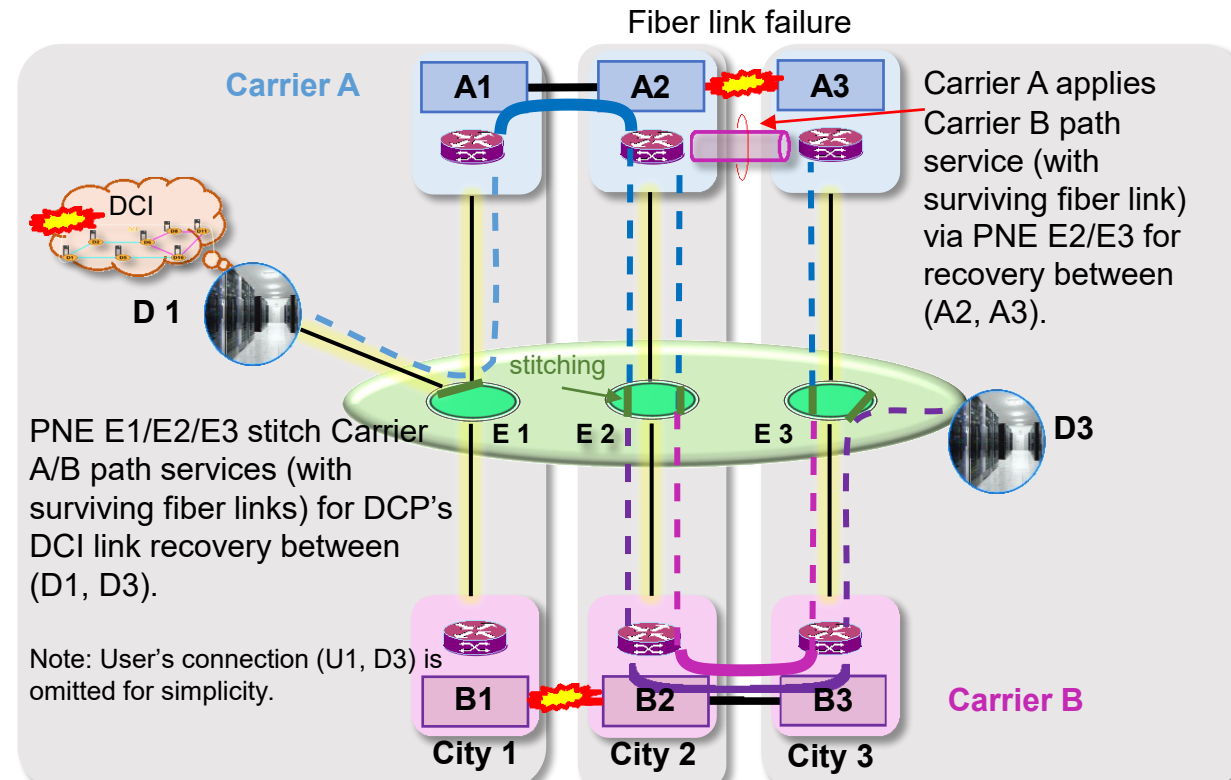 Fiber link failure
Carrier A
A1
A2
A3
Carrier A applies
Carrier B path
service (with
surviving fiber link)
via PNE E2/E3 for
recovery between
(A2, A3).
DCI
D 1
stitching
E 1
E 2
E 3
D3
PNE E1/E2/E3 stitch Carrier
A/B path services (with
surviving fiber links) for DCP's
DCI link recovery between
(D1, D3).
Note: User's connection (U1, D3) is
omitted for simplicity.
B1
B2
B3
Carrier B
City 1
City 2
City 3